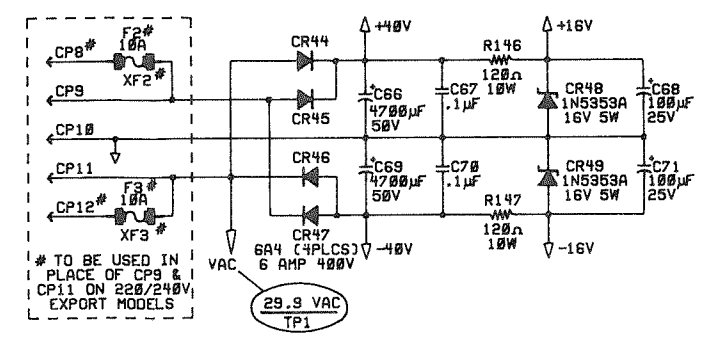 F2#
10A
CP8#
XF2#
CP9
CP10
CP11
F3#
10A
CP12#
XF3#
# TO BE USED IN
PLACE OF CP9 &
CP11 ON 220/240V
EXPORT MODELS
CR44
CR45
CR46
CR47
6A4 (4PLCS)
6 AMP 400V
VAC
29.9 VAC
TP1
+40V
+C66
4700µF
50V
C67
.1µF
+C69
4700µF
50V
C70
.1µF
-40V
R146
120Ω
10W
R147
120Ω
10W
+16V
CR48
1N5353A
16V 5W
CR49
1N5353A
16V 5W
+C68
100µF
25V
+C71
100µF
25V
-16V